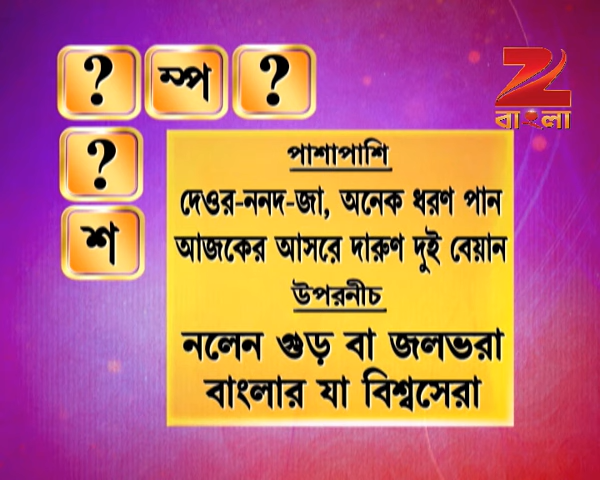 ? ম্প ?
বাংলা
?
শ
পাশাপাশি
দেওর-ননদ-জা, অনেক ধরণ পান
আজকের আসরে দারুণ দুই বেয়ান
উপরনীচ
নলেন গুড় বা জলভরা
বাংলার যা বিশ্বসেরা